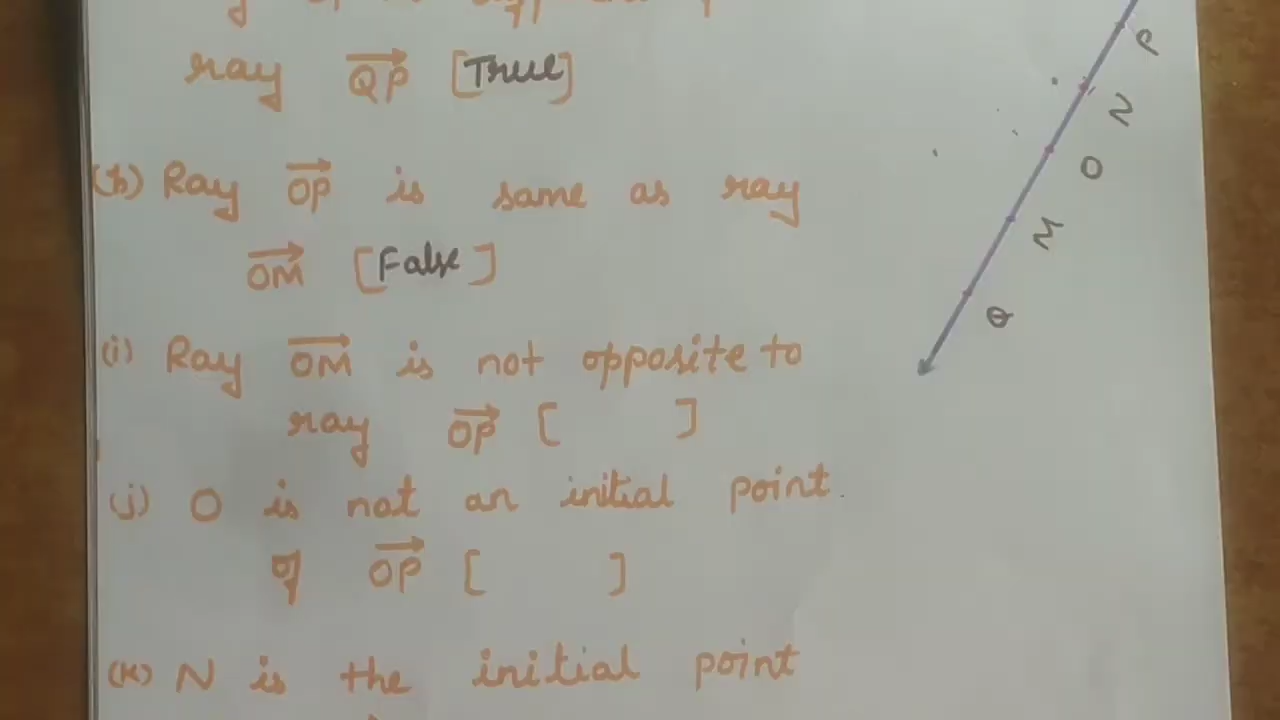 ray QP [True]
(h) Ray OP is same as ray
OM [False]
(i) Ray OM is not opposite to
ray OP [ ]
(j) O is not an initial point
of OP [ ]
(k) N is the initial point
P
N
O
M
Q